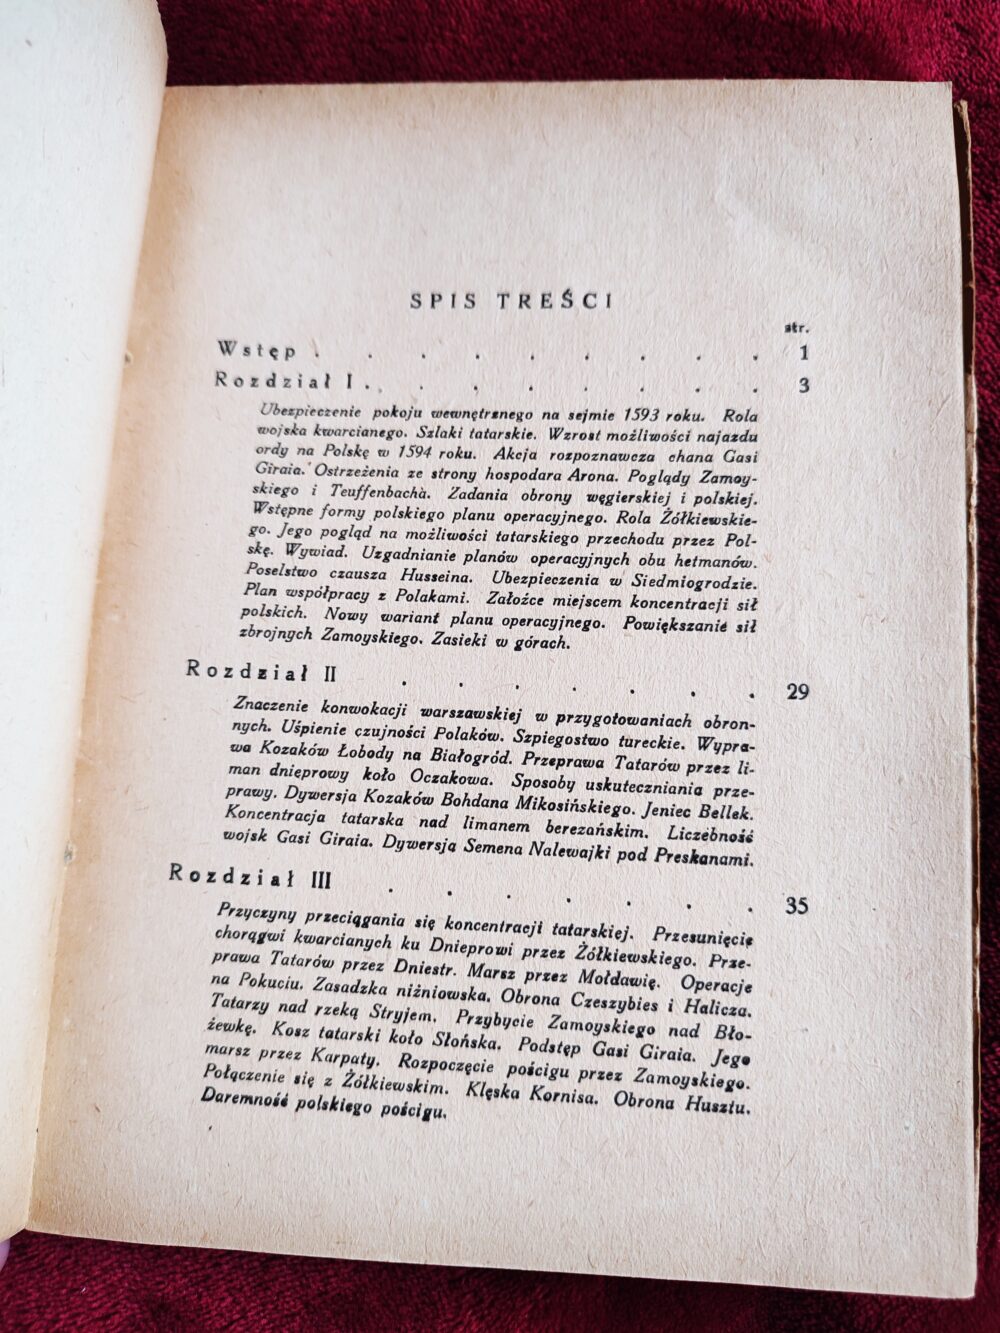 SPIS TREŚCI
str.
Wstęp . . . . . . . . . 1
Rozdział I . . . . . . . . . 3
Ubezpieczenie pokoju wewnętrznego na sejmie 1593 roku. Rola
wojska kwarcianego. Szlaki tatarskie. Wzrost możliwości najazdu
ordy na Polskę w 1594 roku. Akcja rozpoznawcza chana Gasi
Giraia. Ostrzeżenia ze strony hospodara Arona. Poglądy Zamoy-
skiego i Teuffenbacha. Zadania obrony węgierskiej i polskiej.
Wstępne formy polskiego planu operacyjnego. Rola Żółkiewskie-
go. Jego pogląd na możliwości tatarskiego przechodu przez Pol-
skę. Wywiad. Uzgadnianie planów operacyjnych obu hetmanów.
Poselstwo czausza Husseina. Ubezpieczenia w Siedmiogrodzie.
Plan współpracy z Polakami. Założce miejscem koncentracji sił
polskich. Nowy wariant planu operacyjnego. Powiększanie sił
zbrojnych Zamoyskiego. Zasieki w górach.
Rozdział II . . . . . . . 29
Znaczenie konwokacji warszawskiej w przygotowaniach obron-
nych. Uśpienie czujności Polaków. Szpiegostwo tureckie. Wypra-
wa Kozaków Łobody na Białogród. Przeprawa Tatarów przez li-
man dnieprowy koło Oczakowa. Sposoby uskuteczniania prze-
prawy. Dywersja Kozaków Bohdana Mikosińskiego. Jeniec Bellek.
Koncentracja tatarska nad limanem berezańskim. Liczebność
wojsk Gasi Giraia. Dywersja Semena Nalewajki pod Preskanami.
Rozdział III . . . . . . . 35
Przyczyny przeciągania się koncentracji tatarskiej. Przesunięcie
chorągwi kwarcianych ku Dnieprowi przez Żółkiewskiego. Prze-
prawa Tatarów przez Dniestr. Marsz przez Mołdawię. Operacje
na Pokuciu. Zasadzka niżniowska. Obrona Czeszybies i Halicza.
Tatarzy nad rzeką Stryjem. Przybycie Zamoyskiego nad Bło-
żewkę. Kosz tatarski koło Słońska. Podstęp Gasi Giraia. Jego
marsz przez Karpaty. Rozpoczęcie pościgu przez Zamoyskiego.
Połączenie się z Żółkiewskim. Klęska Kornisa. Obrona Husztu.
Daremność polskiego pościgu.